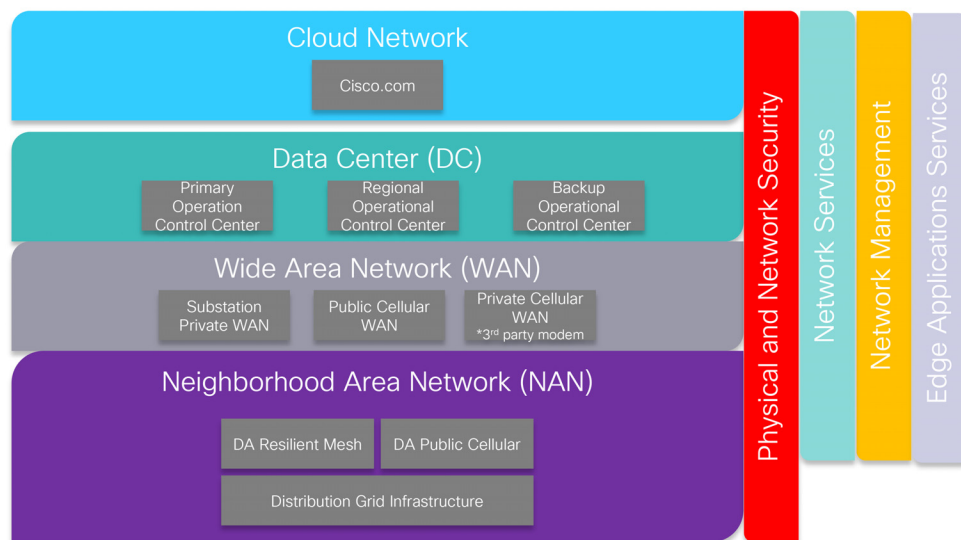 Cloud Network
Cisco.com
Data Center (DC)
Primary
Operation
Control Center
Regional
Operational
Control Center
Backup
Operational
Control Center
Wide Area Network (WAN)
Substation
Private WAN
Public Cellular
WAN
Private Cellular
WAN
*3rd party modem
Neighborhood Area Network (NAN)
DA Resilient Mesh
DA Public Cellular
Distribution Grid Infrastructure
Physical and Network Security
Network Services
Network Management
Edge Applications Services